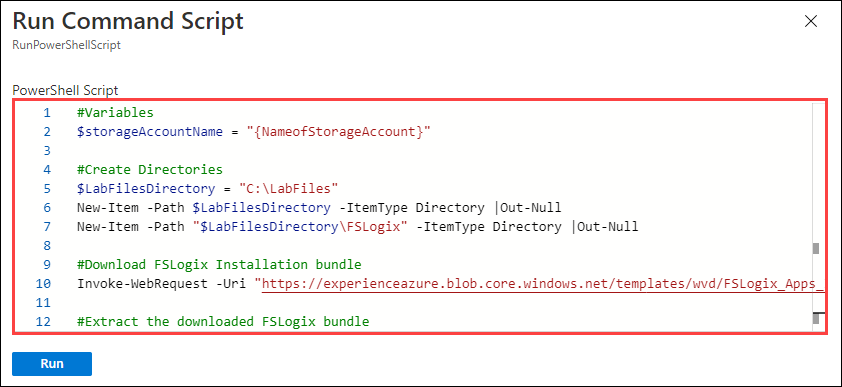 Run Command Script
RunPowerShellScript
PowerShell Script
1 #Variables
2 $storageAccountName = "{NameofStorageAccount}"
3
4 #Create Directories
5 $LabFilesDirectory = "C:\LabFiles"
6 New-Item -Path $LabFilesDirectory -ItemType Directory |Out-Null
7 New-Item -Path "$LabFilesDirectory\FSLogix" -ItemType Directory |Out-Null
8
9 #Download FSLogix Installation bundle
10 Invoke-WebRequest -Uri "https://experienceazure.blob.core.windows.net/templates/wvd/FSLogix_Apps_
11
12 #Extract the downloaded FSLogix bundle
Run